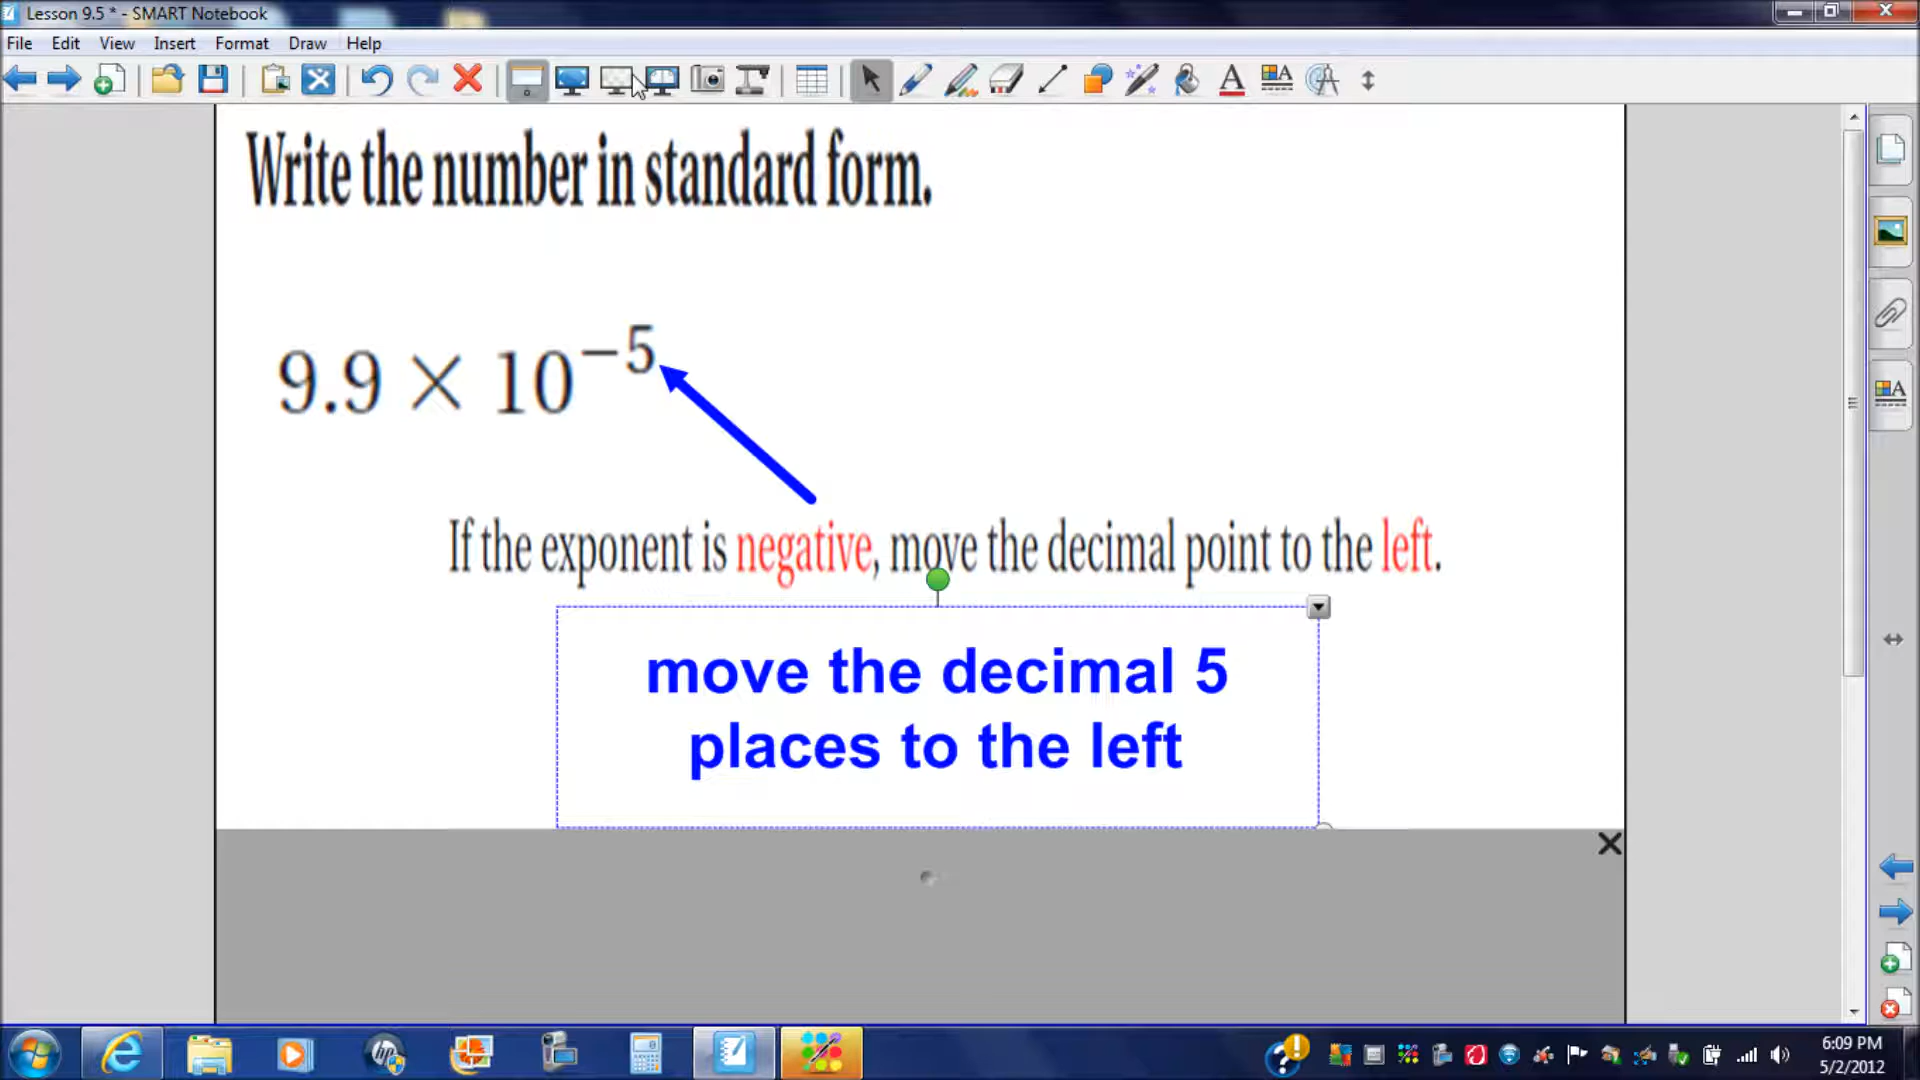 Lesson 9.5 * - SMART Notebook
File Edit View Insert Format Draw Help
Write the number in standard form.
9.9 × 10⁻⁵
If the exponent is negative, move the decimal point to the left.
move the decimal 5
places to the left
6:09 PM
5/2/2012